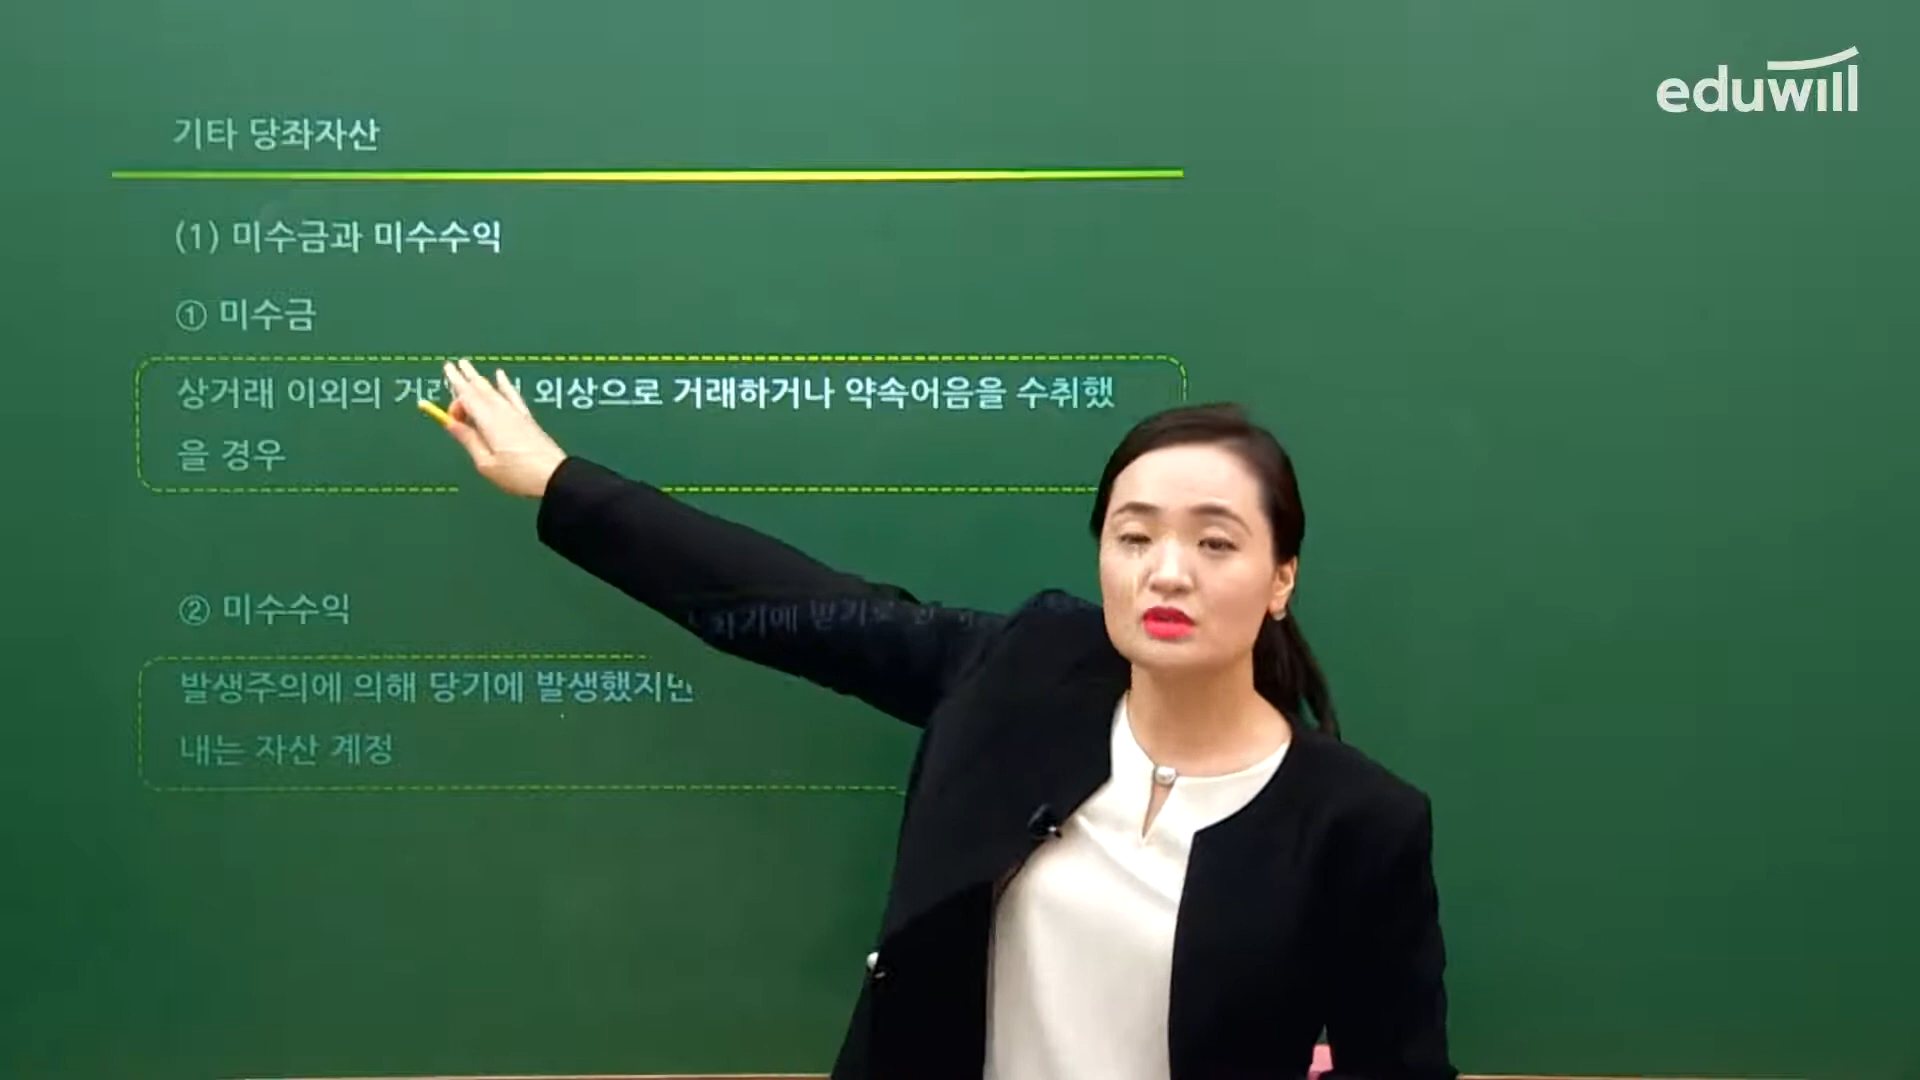 eduwill
기타 당좌자산
(1) 미수금과 미수수익
① 미수금
상거래 이외의 외상으로 거래하거나 약속어음을 수취했
을 경우
② 미수수익
발생주의에 의해 당기에 발생했지만
내는 자산 계정